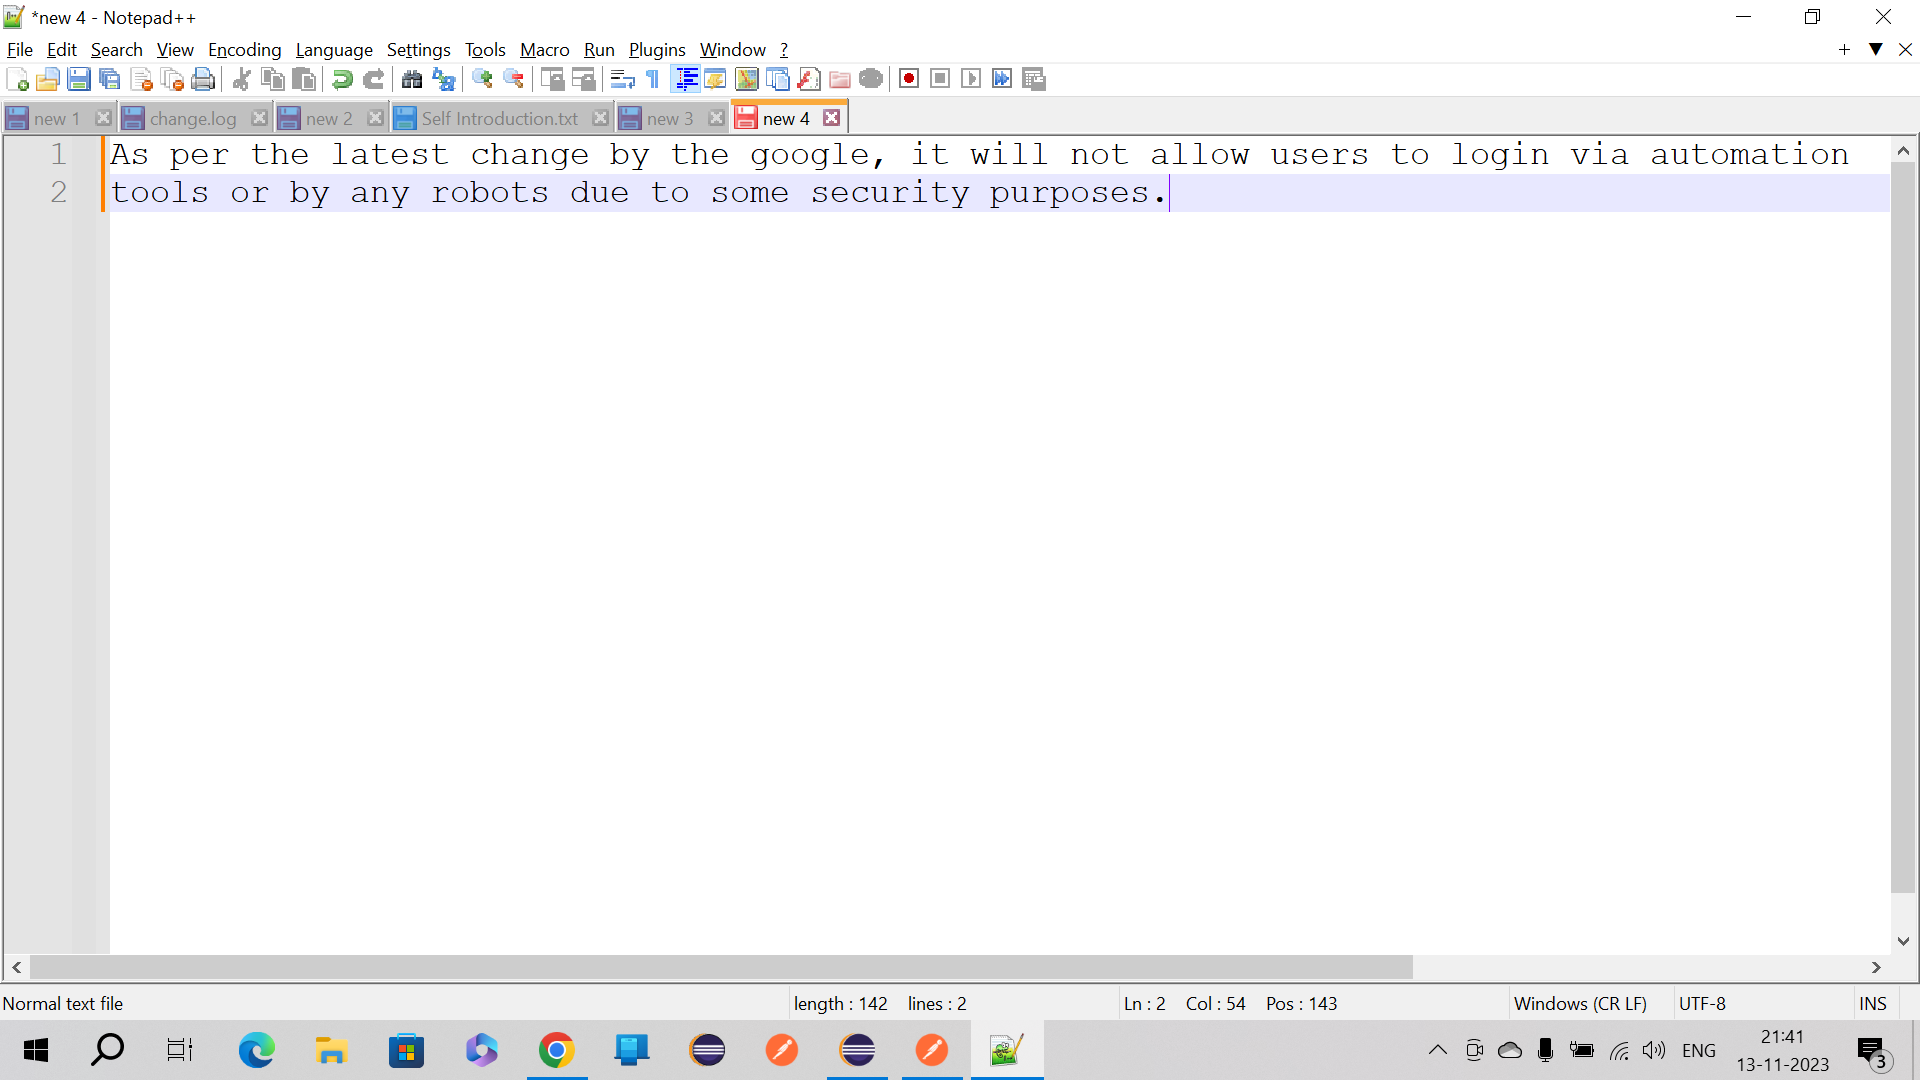 *new 4 - Notepad++
File Edit Search View Encoding Language Settings Tools Macro Run Plugins Window ?
new 1 change.log new 2 Self Introduction.txt new 3 new 4
1 As per the latest change by the google, it will not allow users to login via automation
2 tools or by any robots due to some security purposes.
Normal text file length : 142 lines : 2 Ln : 2 Col : 54 Pos : 143 Windows (CR LF) UTF-8 INS
ENG 21:41 3
13-11-2023